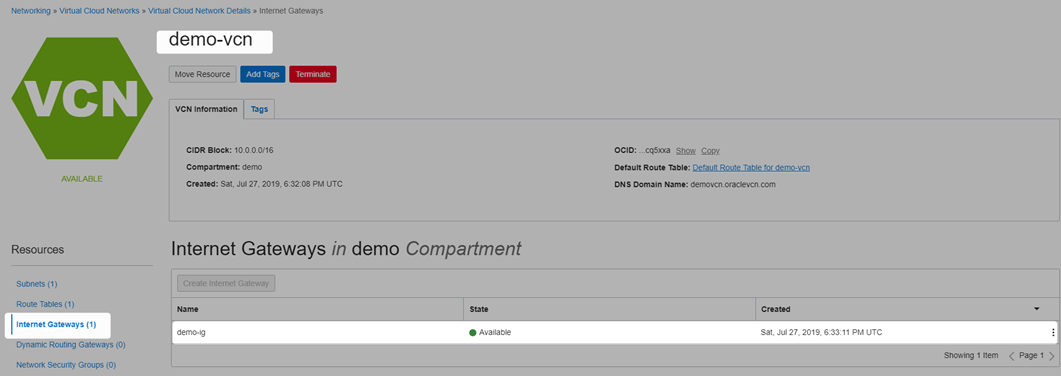 Networking » Virtual Cloud Networks » Virtual Cloud Network Details » Internet Gateways
demo-vcn
VCN
AVAILABLE
Move Resource Add Tags Terminate
VCN Information Tags
CIDR Block: 10.0.0.0/16
Compartment: demo
Created: Sat, Jul 27, 2019, 6:32:08 PM UTC
OCID: ...cq5xxa Show Copy
Default Route Table: Default Route Table for demo-vcn
DNS Domain Name: demovcn.oraclevcn.com
Resources
Subnets (1)
Route Tables (1)
Internet Gateways (1)
Dynamic Routing Gateways (0)
Network Security Groups (0)
Internet Gateways in demo Compartment
Create Internet Gateway
Name State Created
demo-ig Available Sat, Jul 27, 2019, 6:33:11 PM UTC
Showing 1 Item Page 1